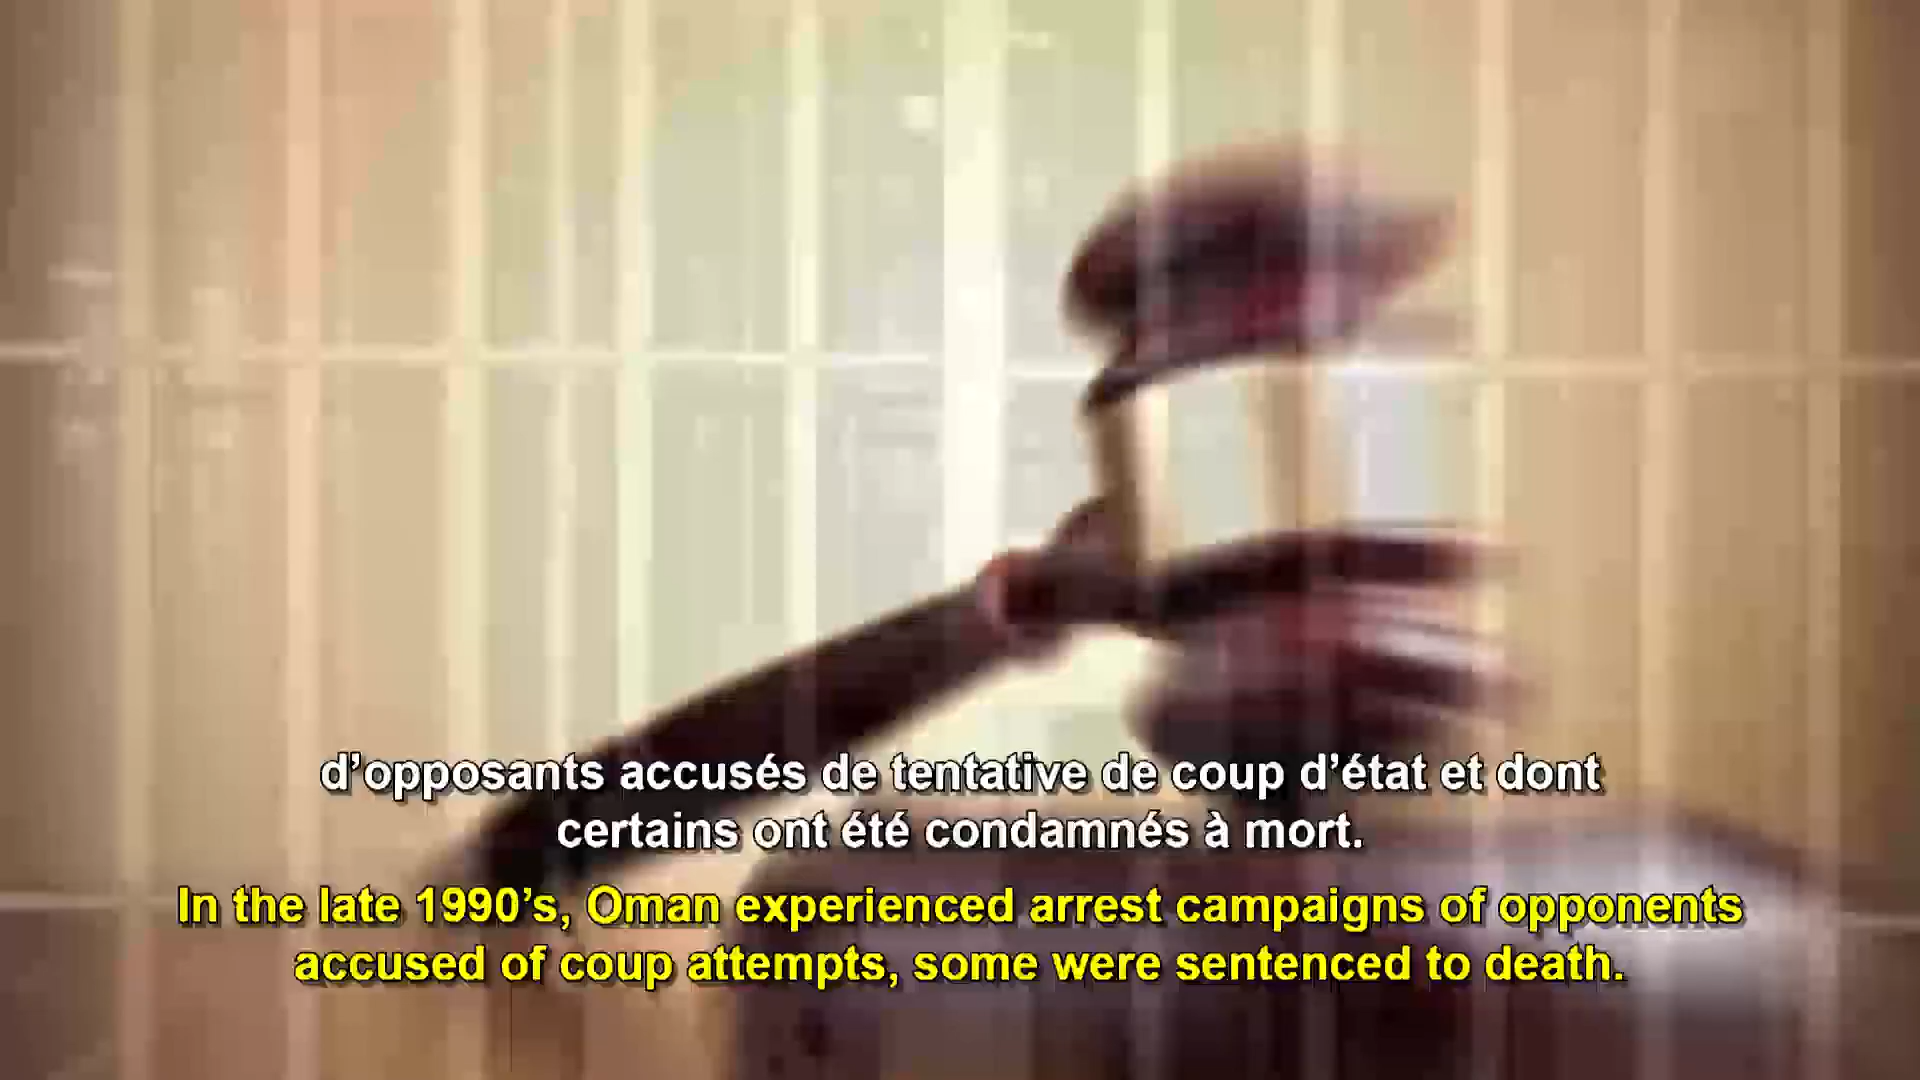 d’opposants accusés de tentative de coup d’état et dont
certains ont été condamnés à mort.
In the late 1990’s, Oman experienced arrest campaigns of opponents
accused of coup attempts, some were sentenced to death.